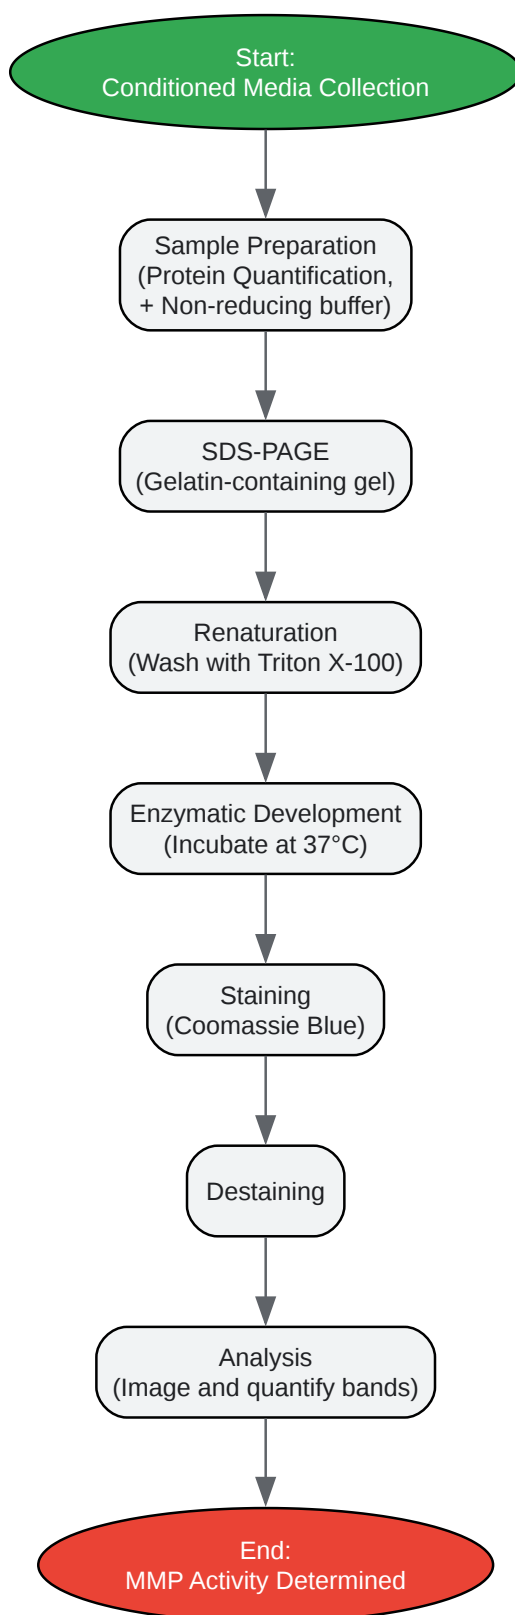 Start:
Conditioned Media Collection
Sample Preparation
(Protein Quantification,
+ Non-reducing buffer)
SDS-PAGE
(Gelatin-containing gel)
Renaturation
(Wash with Triton X-100)
Enzymatic Development
(Incubate at 37°C)
Staining
(Coomassie Blue)
Destaining
Analysis
(Image and quantify bands)
End:
MMP Activity Determined